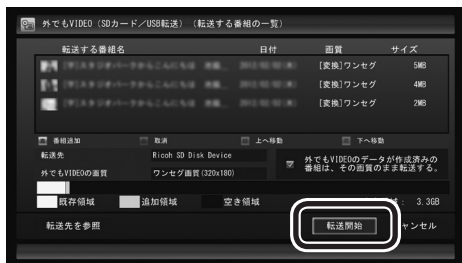 外でもVIDEO（SDカード／USB転送）（転送する番組の一覧）
転送する番組名 日付 画質 サイズ
[変換]ワンセグ 5MB
[変換]ワンセグ 4MB
[変換]ワンセグ 2MB
番組追加 取消 上へ移動 下へ移動
転送先 Ricoh SD Disk Device
外でもVIDEOの画質 ワンセグ画質(320x180)
外でもVIDEOのデータが作成済みの
番組は、その画質のまま転送する。
既存領域 追加領域 空き領域 : 3.3GB
転送先を参照 転送開始 ャンセル